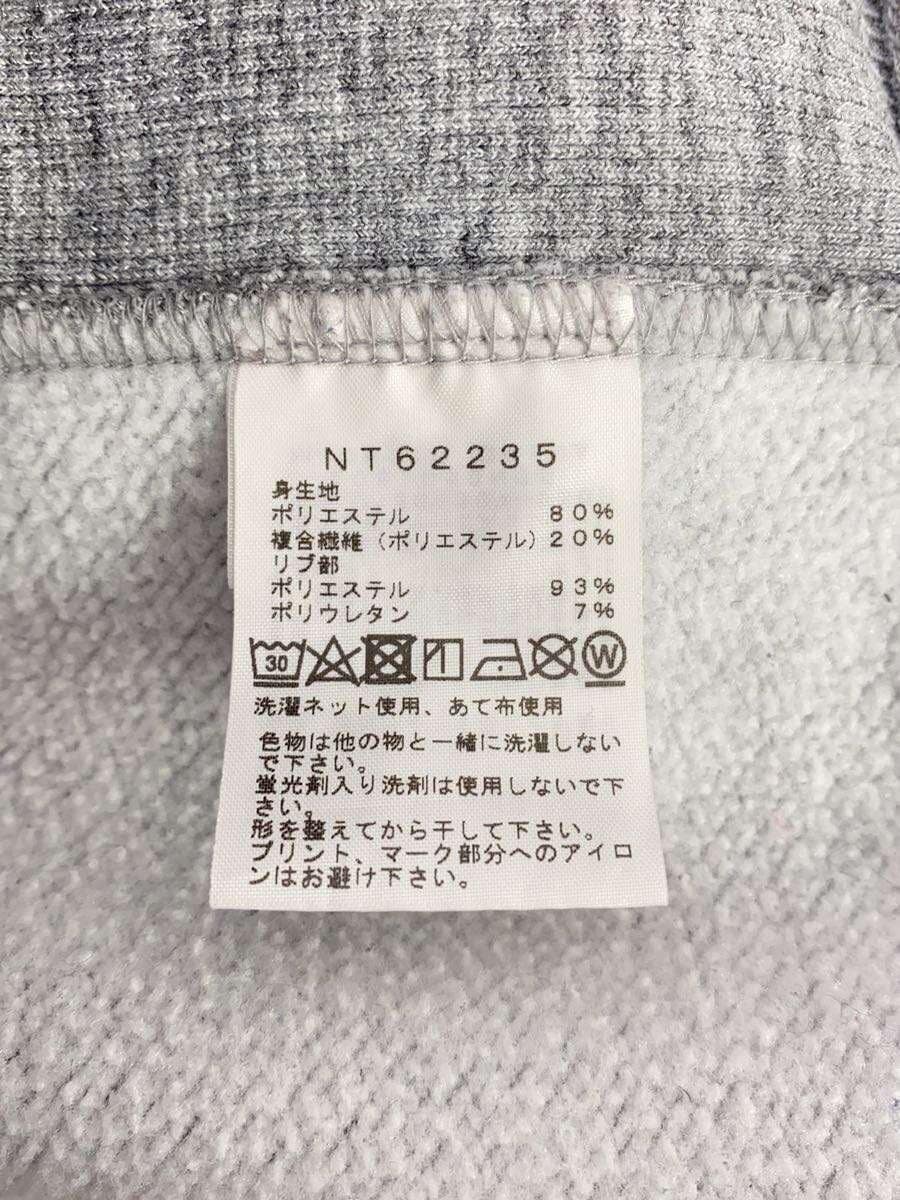 NT62235
身生地
ポリエステル 80%
複合繊維(ポリエステル)20%
リブ部
ポリエステル 93%
ポリウレタン 7%
30 W
洗濯ネット使用、あて布使用
色物は他の物と一緒に洗濯しない
で下さい。
蛍光剤入り洗剤は使用しないで下
さい。
形を整えてから干して下さい。
プリント、マーク部分へのアイロ
ンはお避け下さい。